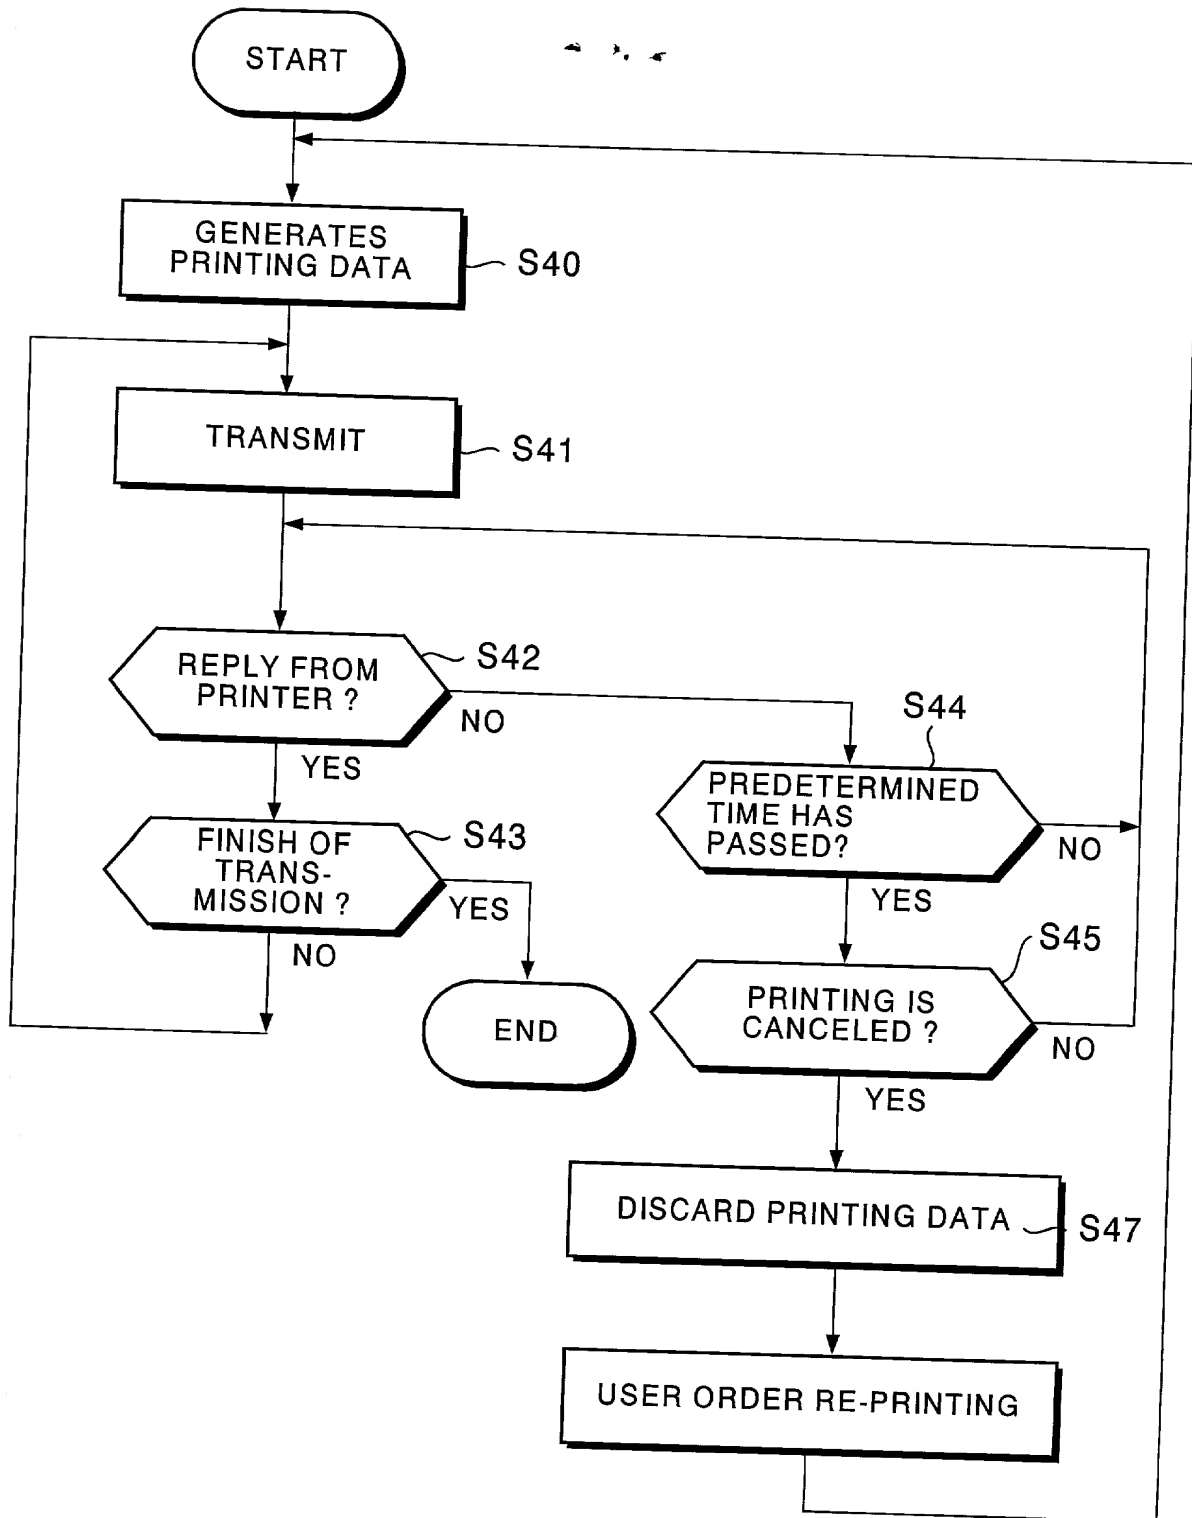 START
GENERATES
PRINTING DATA
S40
TRANSMIT
S41
REPLY FROM
PRINTER ?
S42
NO
YES
S44
PREDETERMINED
TIME HAS
PASSED?
NO
YES
FINISH OF
TRANS-
MISSION ?
S43
YES
NO
END
S45
PRINTING IS
CANCELED ?
NO
YES
DISCARD PRINTING DATA
S47
USER ORDER RE-PRINTING